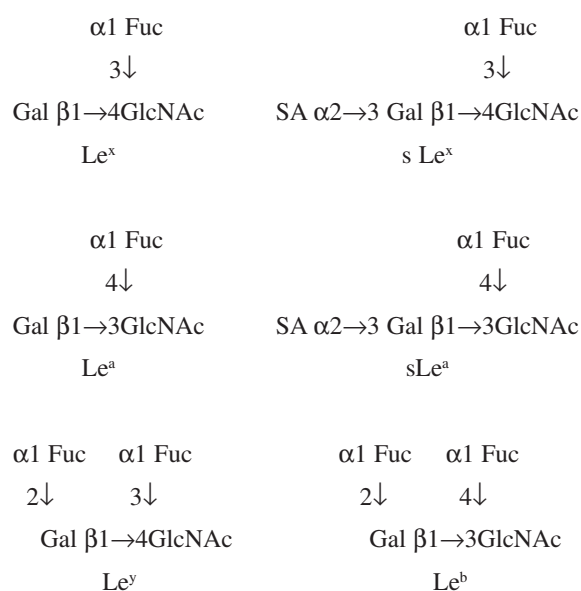 α1 Fuc α1 Fuc
3↓ 3↓
Gal β1→4GlcNAc SA α2→3 Gal β1→4GlcNAc
Leˣ s Leˣ
α1 Fuc α1 Fuc
4↓ 4↓
Gal β1→3GlcNAc SA α2→3 Gal β1→3GlcNAc
Leᵃ sLeᵃ
α1 Fuc α1 Fuc α1 Fuc α1 Fuc
2↓ 3↓ 2↓ 4↓
Gal β1→4GlcNAc Gal β1→3GlcNAc
Leʸ Leᵇ